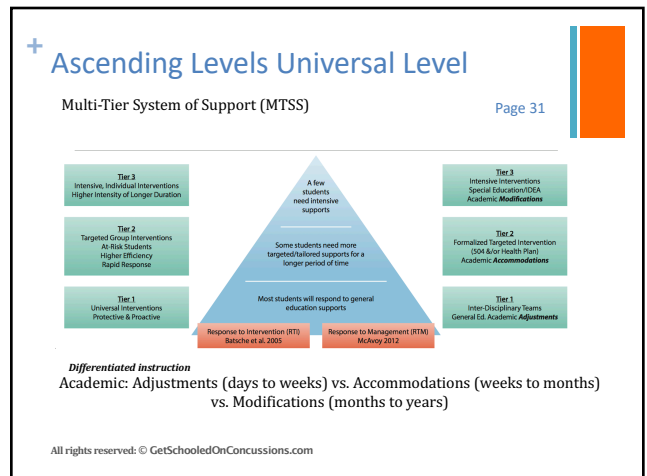 +
Ascending Levels Universal Level
Multi-Tier System of Support (MTSS)
Page 31
Tier 3
Intensive, Individual Interventions
Higher Intensity of Longer Duration
Tier 2
Targeted Group Interventions
At-Risk Students
Higher Efficiency
Rapid Response
Tier 1
Universal Interventions
Protective & Proactive
A few
students
need intensive
supports
Some students need more
targeted/tailored supports for a
longer period of time
Most students will respond to general
education supports
Response to Intervention (RTI)
Batsche et al. 2005
Response to Management (RTM)
McAvoy 2012
Tier 3
Intensive Interventions
Special Education/IDEA
Academic Modifications
Tier 2
Formalized Targeted Intervention
(504 &/or Health Plan)
Academic Accommodations
Tier 1
Inter-Disciplinary Teams
General Ed. Academic Adjustments
Differentiated instruction
Academic: Adjustments (days to weeks) vs. Accommodations (weeks to months)
vs. Modifications (months to years)
All rights reserved: © GetSchooledOnConcussions.com